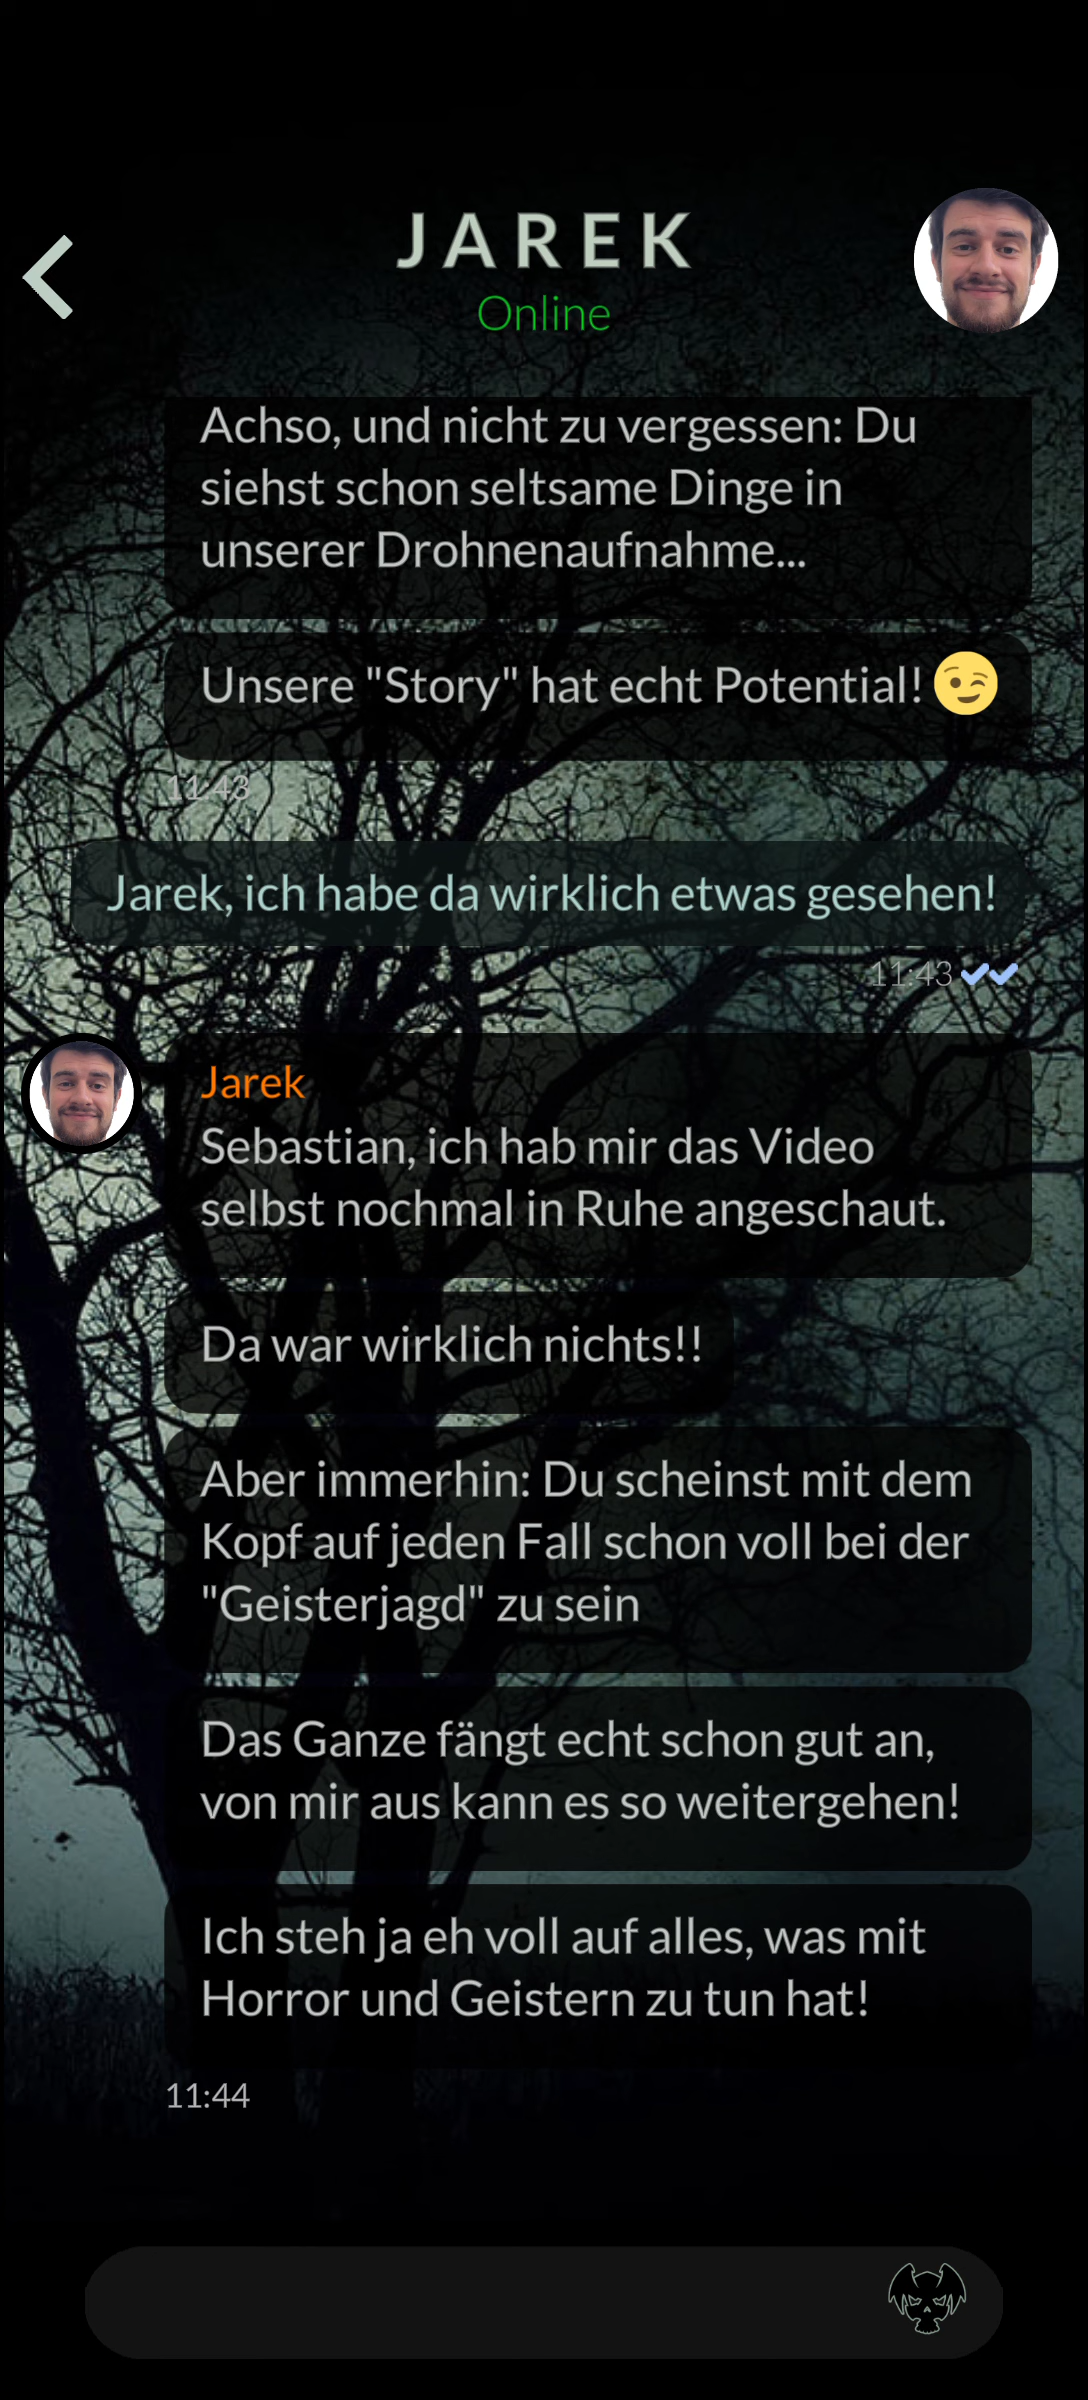 JAREK
Online
Achso, und nicht zu vergessen: Du
siehst schon seltsame Dinge in
unserer Drohnenaufnahme...
Unsere "Story" hat echt Potential! 😉
11:43
Jarek, ich habe da wirklich etwas gesehen!
11:43
Jarek
Sebastian, ich hab mir das Video
selbst nochmal in Ruhe angeschaut.
Da war wirklich nichts!!
Aber immerhin: Du scheinst mit dem
Kopf auf jeden Fall schon voll bei der
"Geisterjagd" zu sein
Das Ganze fängt echt schon gut an,
von mir aus kann es so weitergehen!
Ich steh ja eh voll auf alles, was mit
Horror und Geistern zu tun hat!
11:44